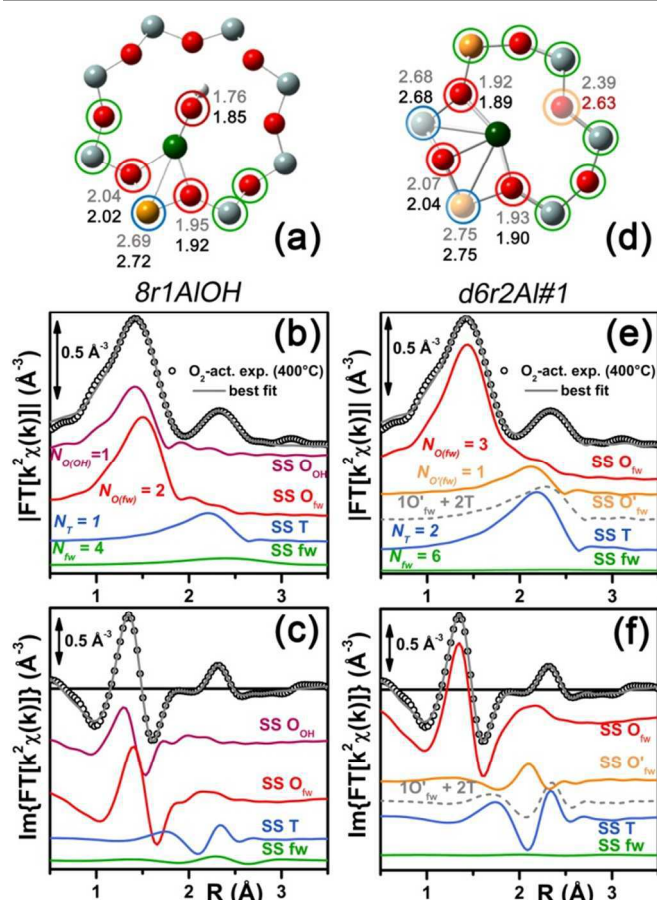 1.76
1.85
2.04
2.02
1.95
1.92
2.69
2.72
(a)
2.68
2.68
1.92
1.89
2.39
2.63
2.07
2.04
1.93
1.90
2.75
2.75
(d)
8r1AlOH
d6r2Al#1
|FT[k²χ(k)]| (Å⁻³)
0.5 Å⁻³
(b)
O₂-act. exp. (400°C)
best fit
N_O(OH)=1
SS O_OH
N_O(fw) = 2
SS O_fw
N_T = 1
SS T
N_fw = 4
SS fw
1 2 3
|FT[k²χ(k)]| (Å⁻³)
0.5 Å⁻³
(e)
O₂-act. exp. (400°C)
best fit
N_O(fw) = 3
SS O_fw
N_O'(fw) = 1
SS O'_fw
1O'_fw + 2T
N_T = 2
SS T
N_fw = 6
SS fw
1 2 3
Im{FT[k²χ(k)]} (Å⁻³)
0.5 Å⁻³
(c)
SS O_OH
SS O_fw
SS T
SS fw
1 2 3
R (Å)
Im{FT[k²χ(k)]} (Å⁻³)
0.5 Å⁻³
(f)
SS O_fw
SS O'_fw
1O'_fw + 2T
SS T
SS fw
1 2 3
R (Å)